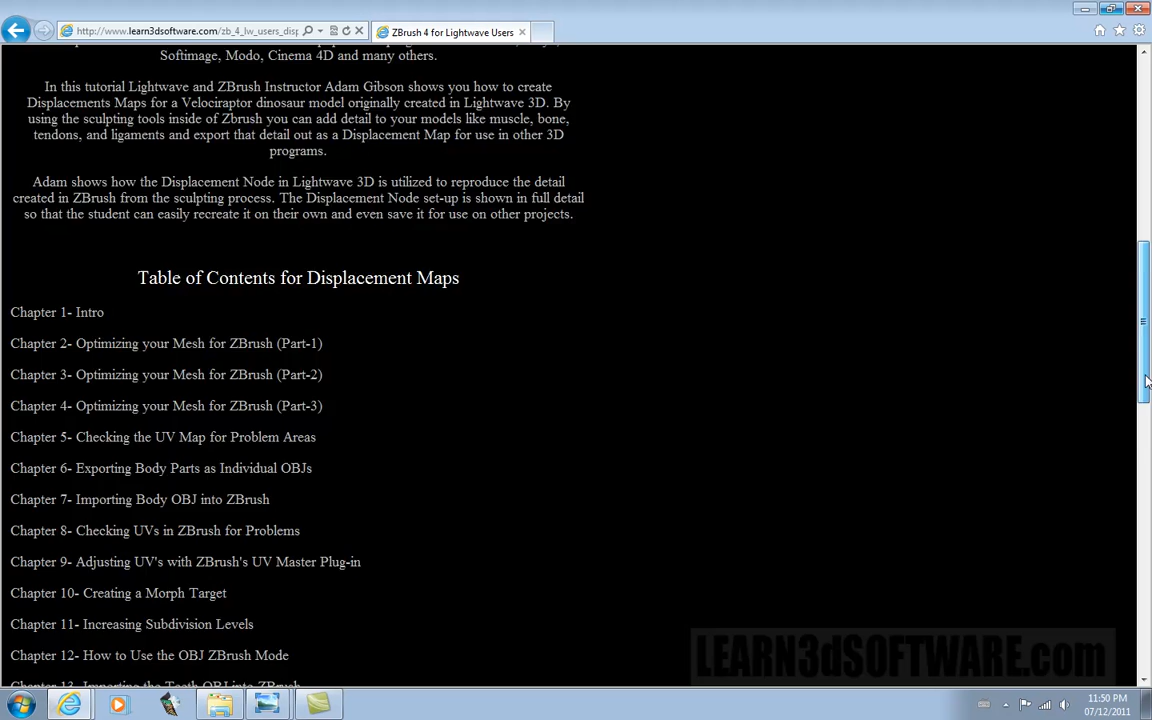 http://www.learn3dsoftware.com/zb_4_lw_users_disp
ZBrush 4 for Lightwave Users
Softimage, Modo, Cinema 4D and many others.
In this tutorial Lightwave and ZBrush Instructor Adam Gibson shows you how to create
Displacements Maps for a Velociraptor dinosaur model originally created in Lightwave 3D. By
using the sculpting tools inside of Zbrush you can add detail to your models like muscle, bone,
tendons, and ligaments and export that detail out as a Displacement Map for use in other 3D
programs.
Adam shows how the Displacement Node in Lightwave 3D is utilized to reproduce the detail
created in ZBrush from the sculpting process. The Displacement Node set-up is shown in full detail
so that the student can easily recreate it on their own and even save it for use on other projects.
Table of Contents for Displacement Maps
Chapter 1- Intro
Chapter 2- Optimizing your Mesh for ZBrush (Part-1)
Chapter 3- Optimizing your Mesh for ZBrush (Part-2)
Chapter 4- Optimizing your Mesh for ZBrush (Part-3)
Chapter 5- Checking the UV Map for Problem Areas
Chapter 6- Exporting Body Parts as Individual OBJs
Chapter 7- Importing Body OBJ into ZBrush
Chapter 8- Checking UVs in ZBrush for Problems
Chapter 9- Adjusting UV's with ZBrush's UV Master Plug-in
Chapter 10- Creating a Morph Target
Chapter 11- Increasing Subdivision Levels
Chapter 12- How to Use the OBJ ZBrush Mode
Chapter 13- Importing the Teeth OBJ into ZBrush
LEARN3dSOFTWARE.com
11:50 PM
07/12/2011